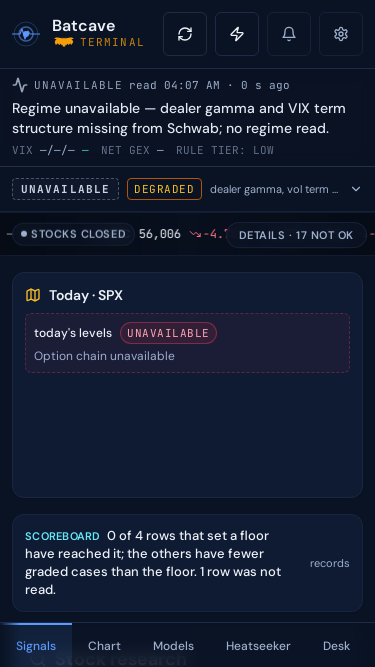 Batcave
TERMINAL
UNAVAILABLE read 04:07 AM · 0 s ago
Regime unavailable — dealer gamma and VIX term
structure missing from Schwab; no regime read.
VIX —/—/— — NET GEX — RULE TIER: LOW
UNAVAILABLE DEGRADED dealer gamma, vol term …
STOCKS CLOSED 56,006 DETAILS · 17 NOT OK
Today · SPX
today's levels UNAVAILABLE
Option chain unavailable
SCOREBOARD 0 of 4 rows that set a floor
have reached it; the others have fewer
graded cases than the floor. 1 row was not
read.
records
Signals Chart Models Heatseeker Desk
Stock research